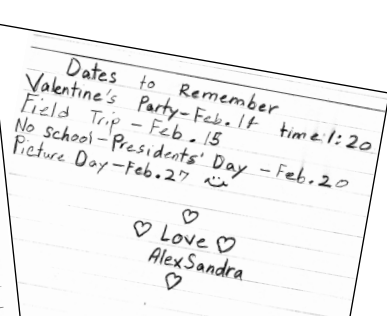 Dates to Remember
Valentine's Party-Feb.14 time:1:20
Field Trip - Feb.15
No school-Presidents' Day -Feb.20
Picture Day-Feb.27
♡
♡ Love ♡
AlexSandra
♡